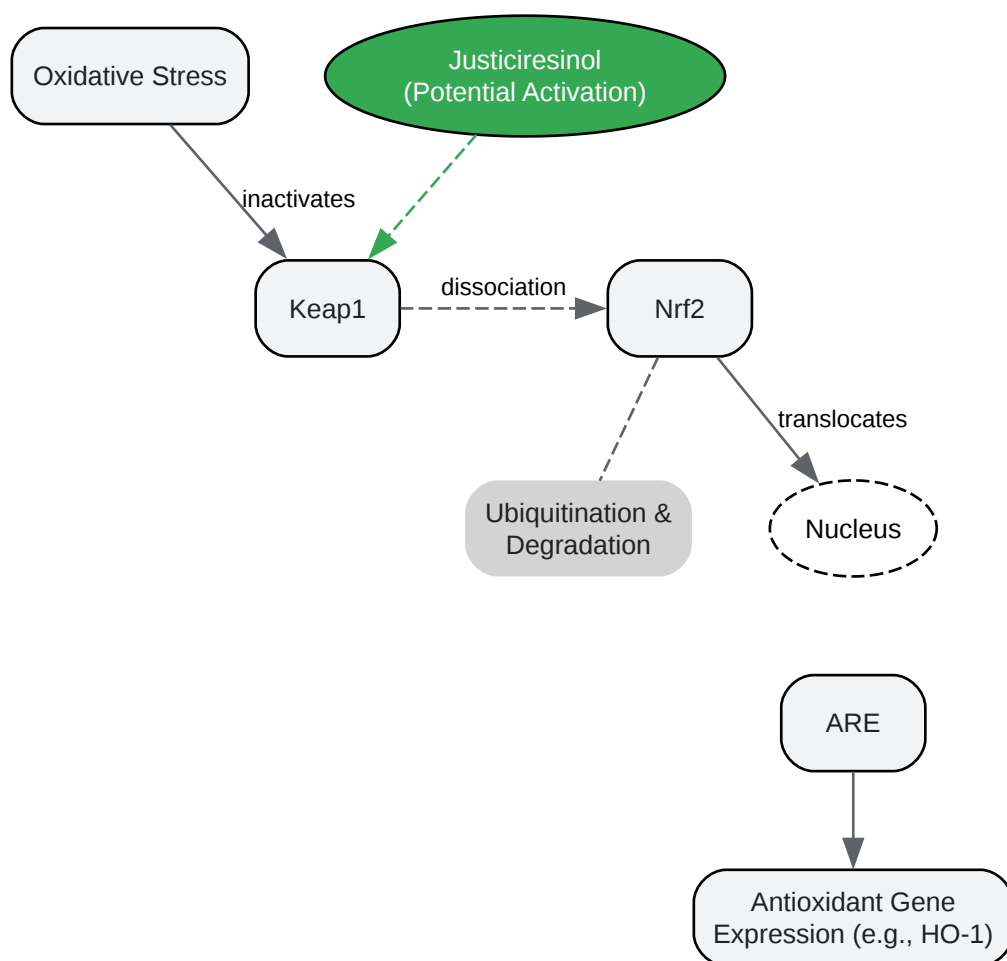 Oxidative Stress
Justiciresinol
(Potential Activation)
inactivates
Keap1
dissociation
Nrf2
translocates
Ubiquitination &
Degradation
Nucleus
ARE
Antioxidant Gene
Expression (e.g., HO-1)